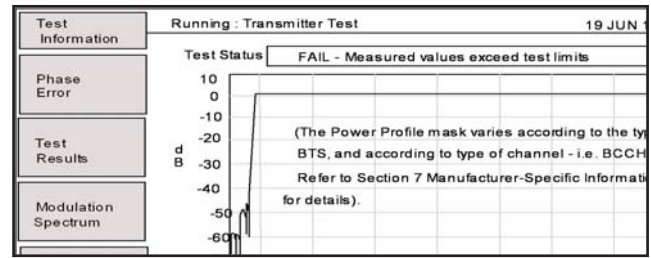 Test
Information
Phase
Error
Test
Results
Modulation
Spectrum
Running : Transmitter Test
19 JUN
Test Status
FAIL - Measured values exceed test limits
10
0
-10
-20
-30
-40
-50
-60
d
B
(The Power Profile mask varies according to the
BTS, and according to type of channel - i.e. BCCH
Refer to Section 7 Manufacturer-Specific
for details).